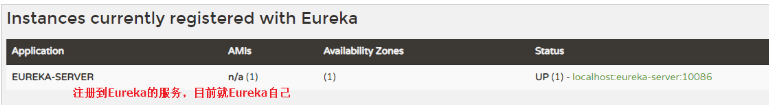 Instances currently registered with Eureka
Application AMIs Availability Zones Status
EUREKA-SERVER n/a (1) (1) UP (1) - localhost:eureka-server:10086
注册到Eureka的服务，目前就Eureka自己